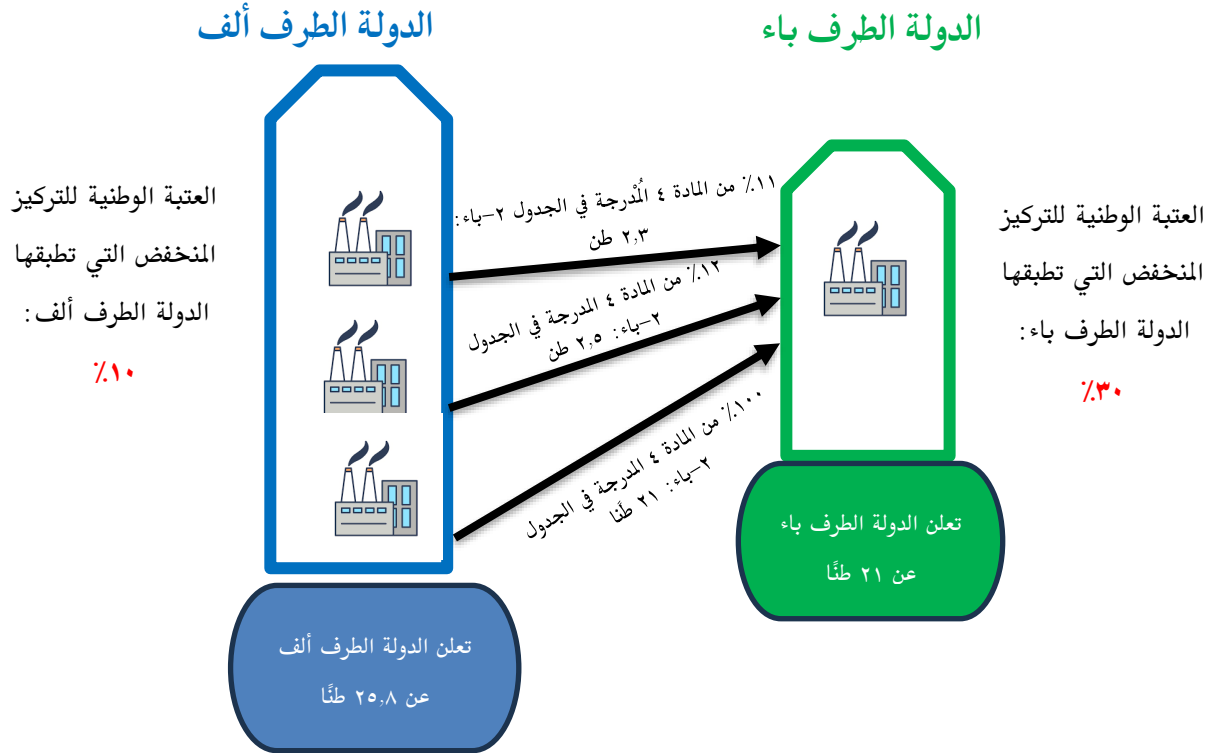 الدولة الطرف ألف
الدولة الطرف باء
العتبة الوطنية للتركيز
المنخفض التي تطبقها
الدولة الطرف ألف:
٪١٠
١١٪ من المادة ٤ المُدْرجة في الجدول ٢–باء:
٢,٣ طن
١٢٪ من المادة ٤ المدرجة في الجدول
٢–باء: ٢,٥ طن
١٠٠٪ من المادة ٤ المدرجة في الجدول
٢–باء: ٢١ طنًا
العتبة الوطنية للتركيز
المنخفض التي تطبقها
الدولة الطرف باء:
٪٣٠
تعلن الدولة الطرف باء
عن ٢١ طنًا
تعلن الدولة الطرف ألف
عن ٢٥,٨ طنًا